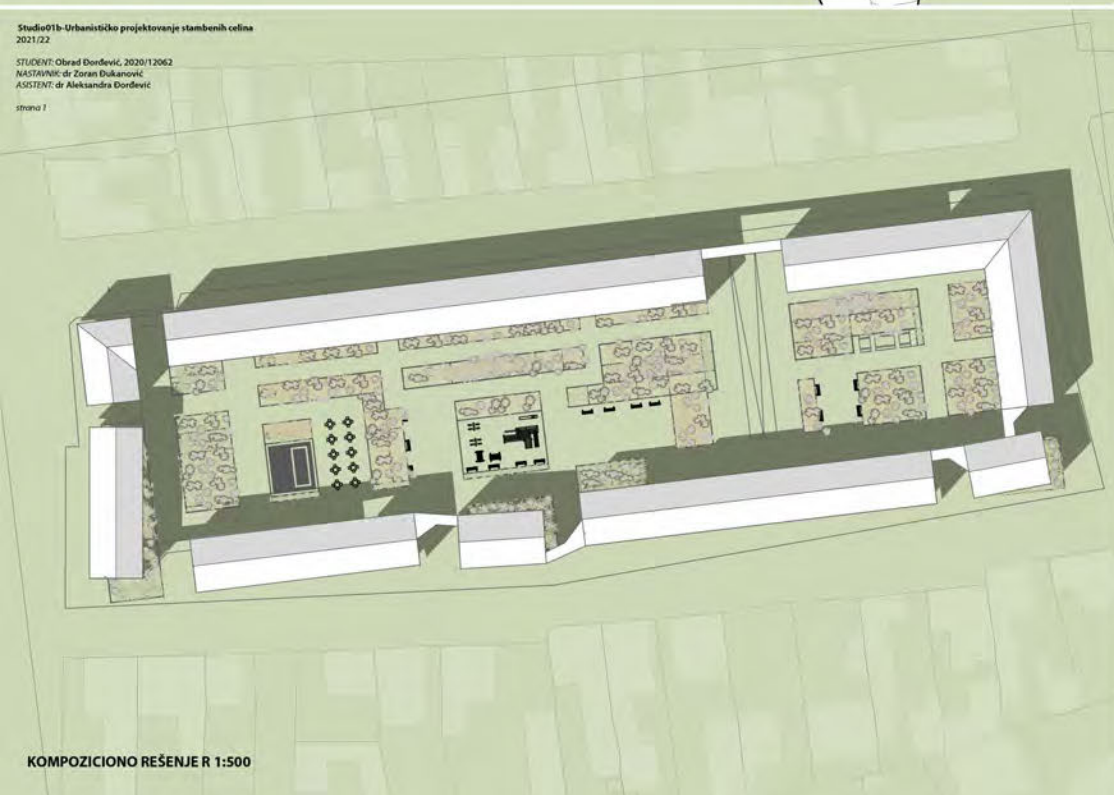 Studio01b-Urbanističko projektovanje stambenih celina
2021/22
STUDENT: Obrad Đorđević, 2020/12062
NASTAVNIK: dr Zoran Đukanović
ASISTENT: dr Aleksandra Đorđević
strana 1
KOMPOZICIONO REŠENJE R 1:500